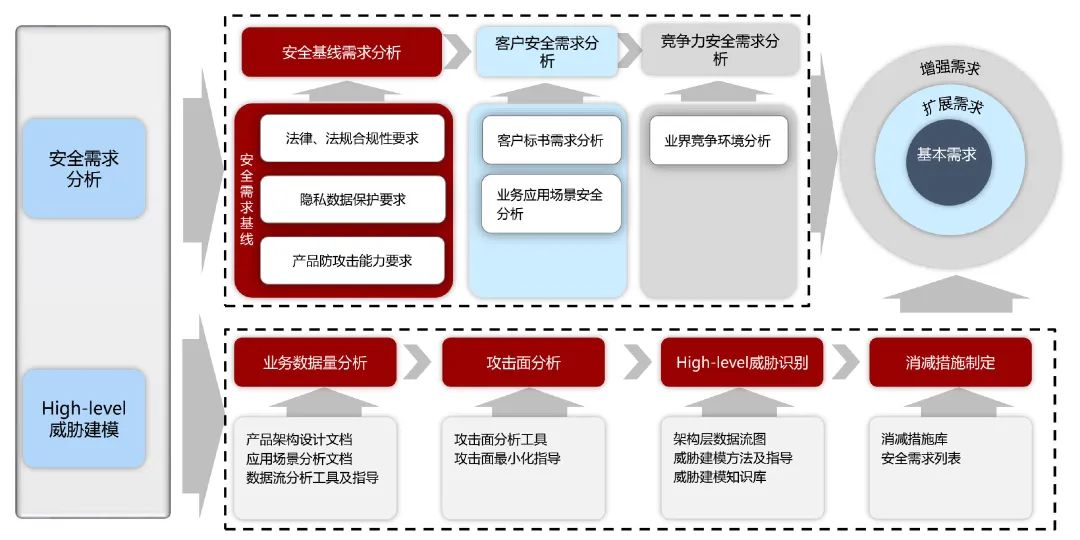 安全需求
分析
High-level
威胁建模
安全基线需求分析
客户安全需求分
析
竞争力安全需求分
析
安全需求基线
法律、法规合规性要求
隐私数据保护要求
产品防攻击能力要求
客户标书需求分析
业务应用场景安全
分析
业界竞争环境分析
增强需求
扩展需求
基本需求
业务数据量分析
攻击面分析
High-level威胁识别
消减措施制定
产品架构设计文档
应用场景分析文档
数据流分析工具及指导
攻击面分析工具
攻击面最小化指导
架构层数据流图
威胁建模方法及指导
威胁建模知识库
消减措施库
安全需求列表